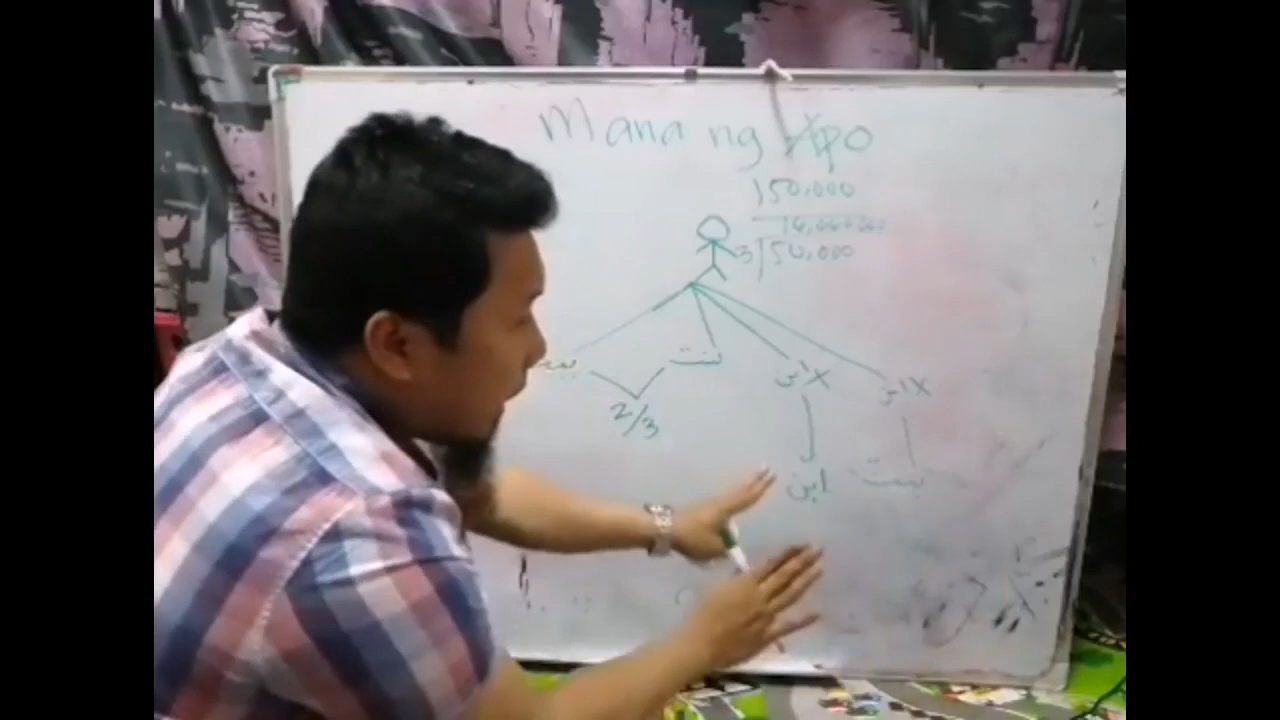 Mana ng Apo
150,000
3)50,000
بنت
ابن x
ابن x
2/3
ابن
بنت